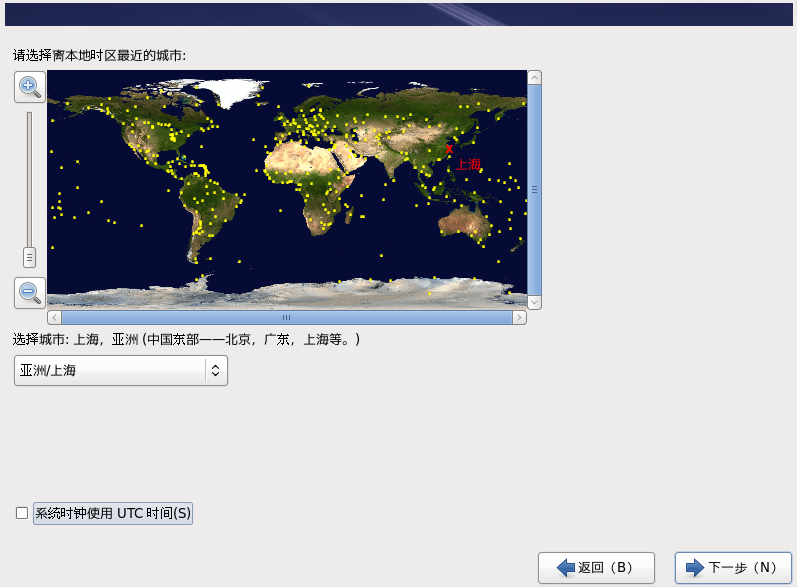 请选择离本地时区最近的城市:
上海
选择城市: 上海，亚洲 (中国东部——北京，广东，上海等。)
亚洲/上海
系统时钟使用 UTC 时间(S)
返回（B）
下一步（N）